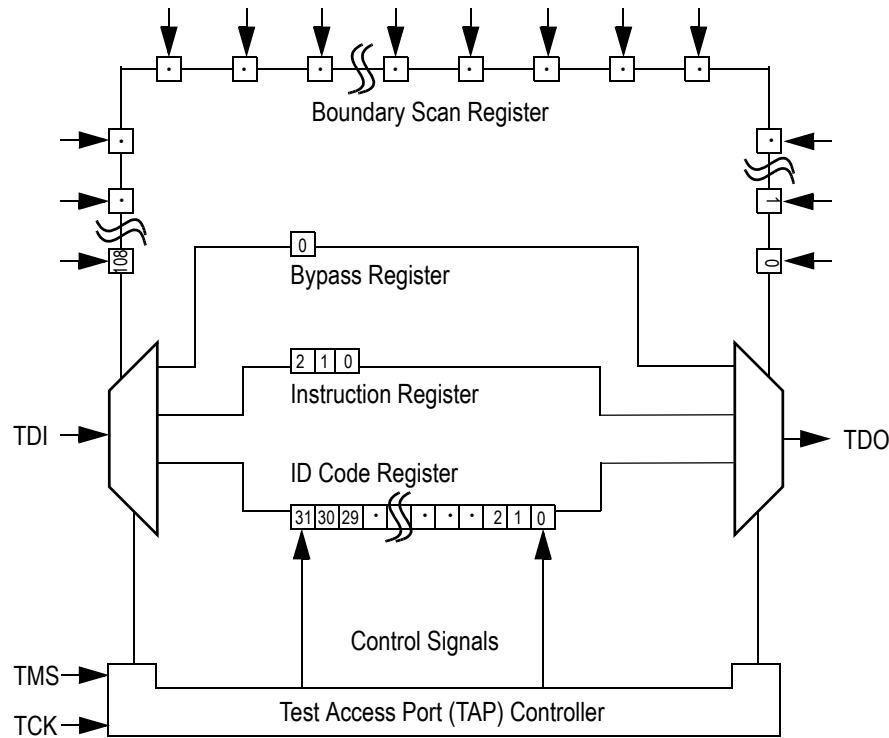 · · · · · · · ·
Boundary Scan Register
· ·
· 1
108 0
0
Bypass Register
2 1 0
Instruction Register
TDI
TDO
ID Code Register
31 30 29 · · · · 2 1 0
Control Signals
TMS
TCK
Test Access Port (TAP) Controller